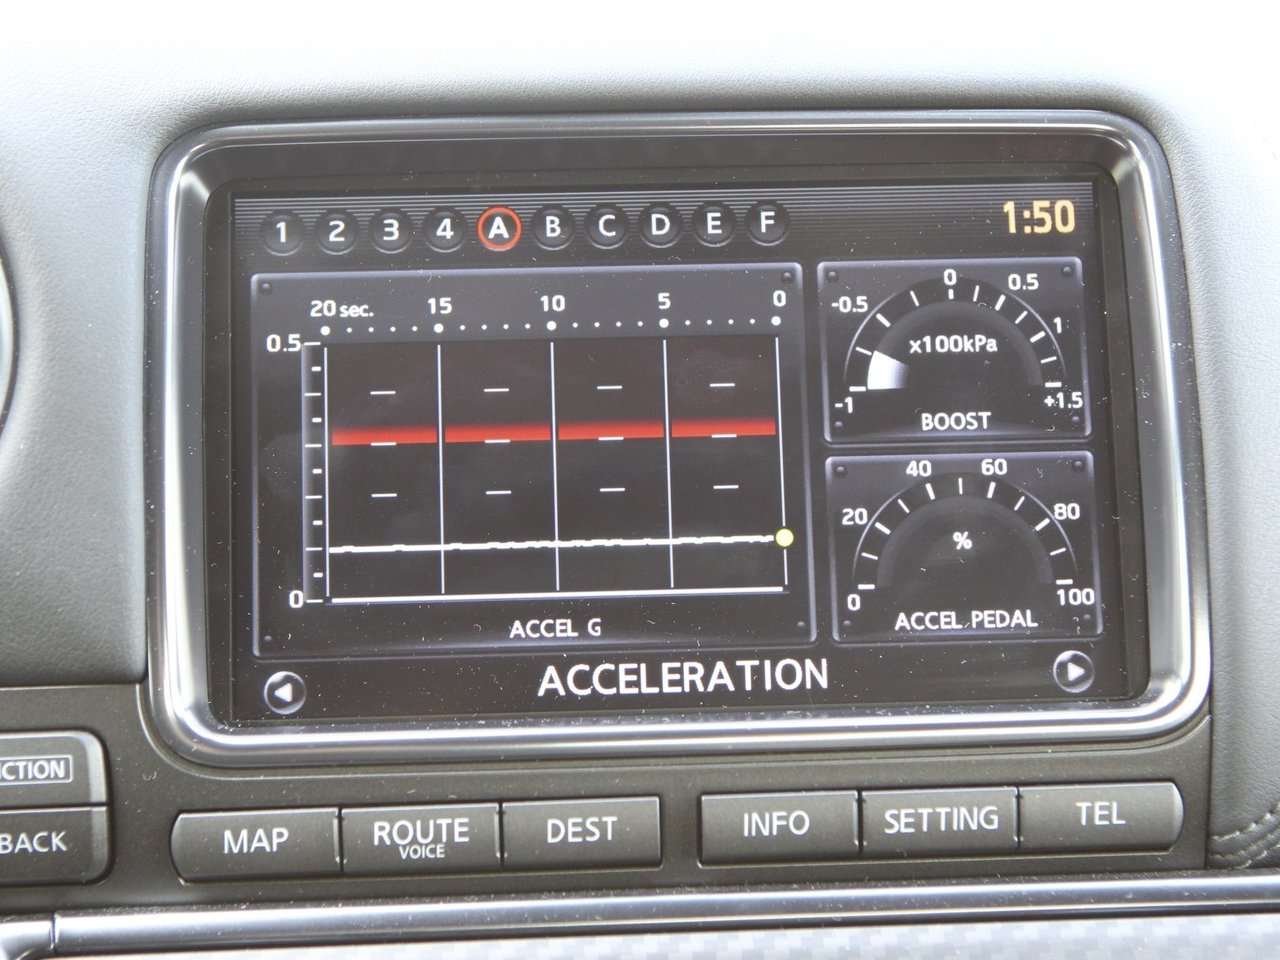 1 2 3 4 A B C D E F
1:50
20 sec. 15 10 5 0
0.5
0
ACCEL G
-1 -0.5 0 0.5 1 +1.5
x100kPa
BOOST
0 20 40 60 80 100
%
ACCEL PEDAL
ACCELERATION
CTION
BACK
MAP
ROUTE
VOICE
DEST
INFO
SETTING
TEL